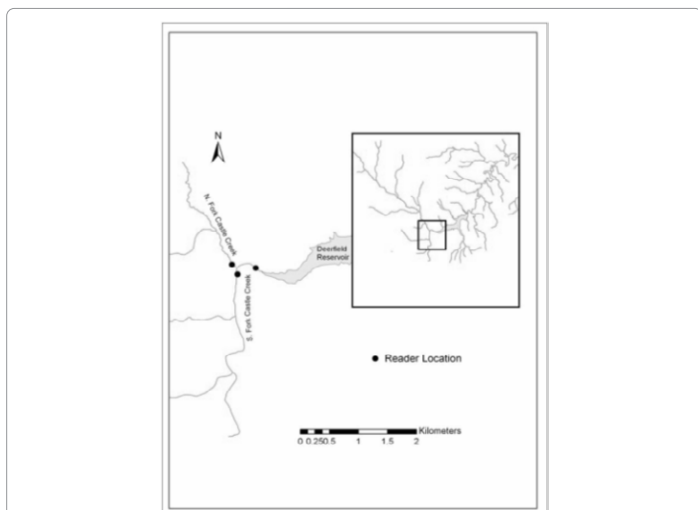 N
N. Fork Castle Creek
Deerfield
Reservoir
S. Fork Castle Creek
Reader Location
Kilometers
0 0.250.5 1 1.5 2